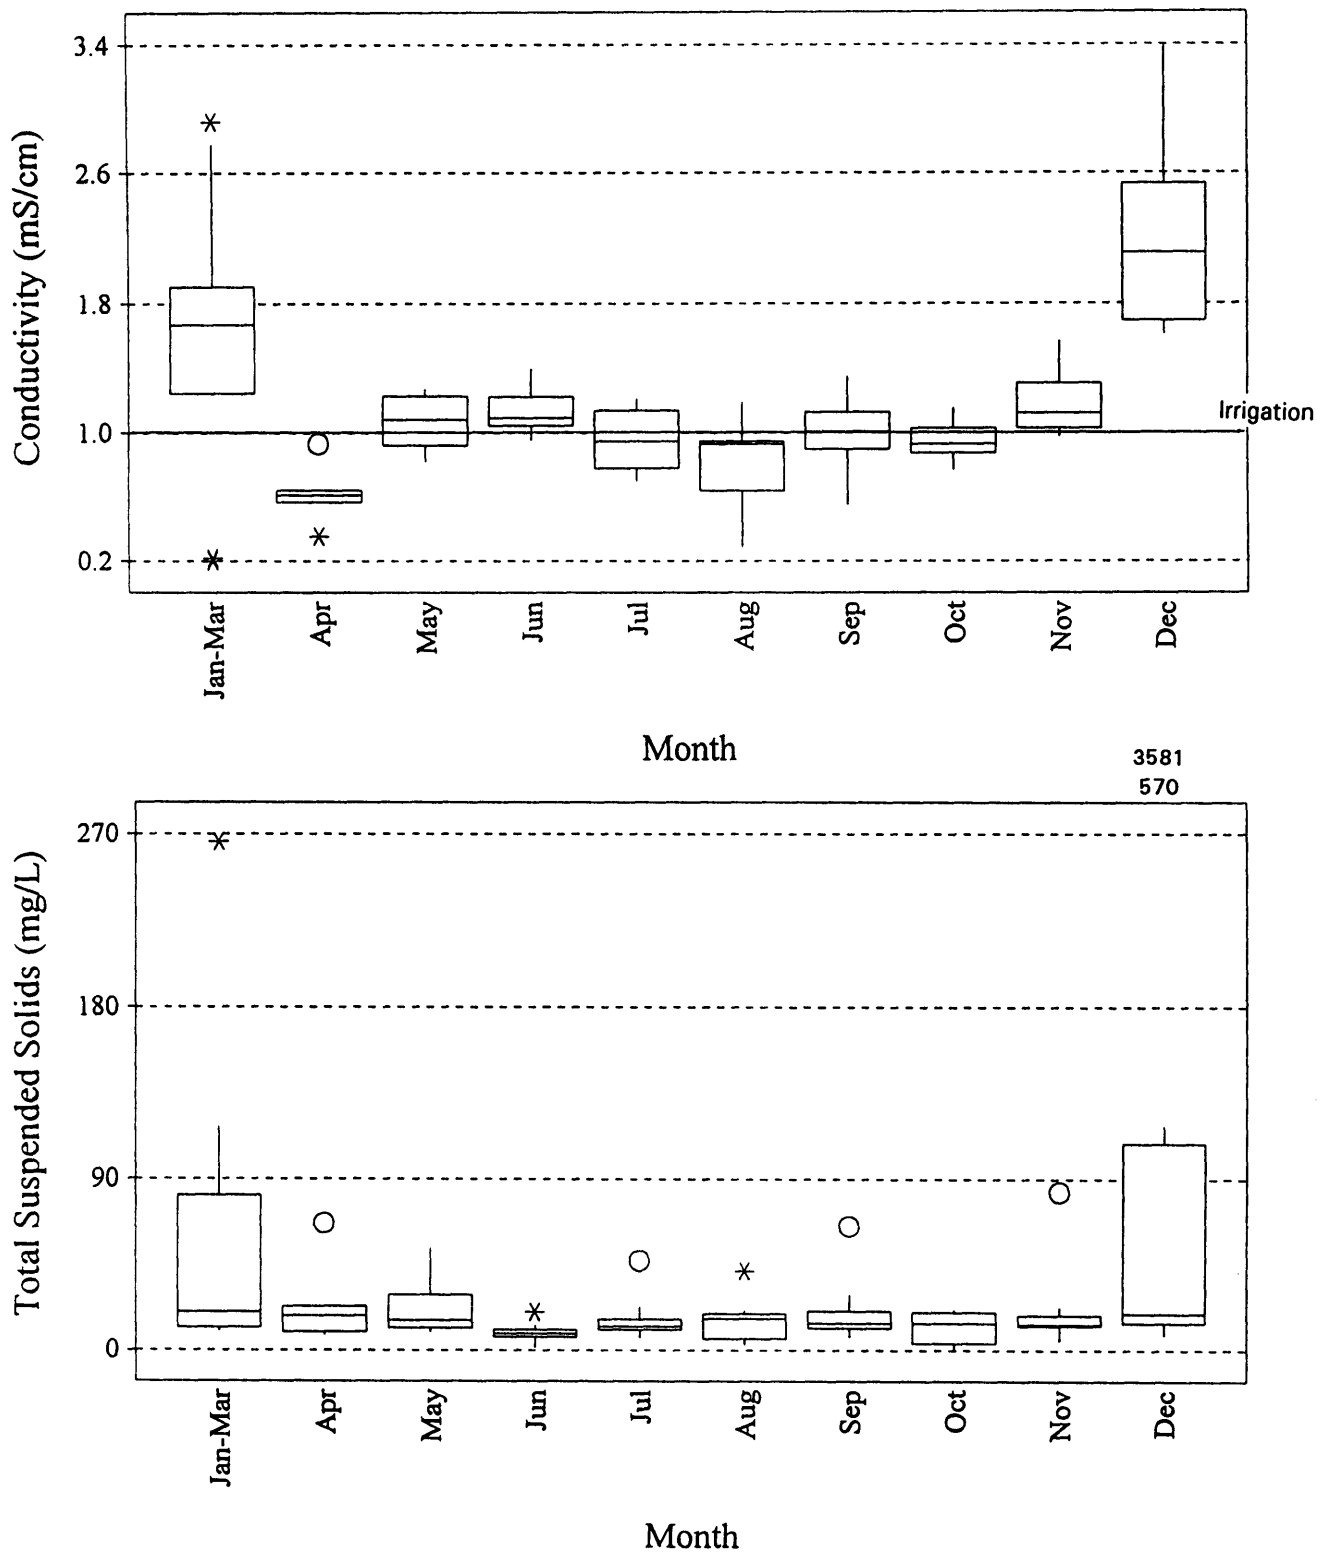 Conductivity (mS/cm)
3.4
2.6
1.8
1.0
0.2
Irrigation
Jan-Mar
Apr
May
Jun
Jul
Aug
Sep
Oct
Nov
Dec
Month
3581
570
Total Suspended Solids (mg/L)
270
180
90
0
Jan-Mar
Apr
May
Jun
Jul
Aug
Sep
Oct
Nov
Dec
Month